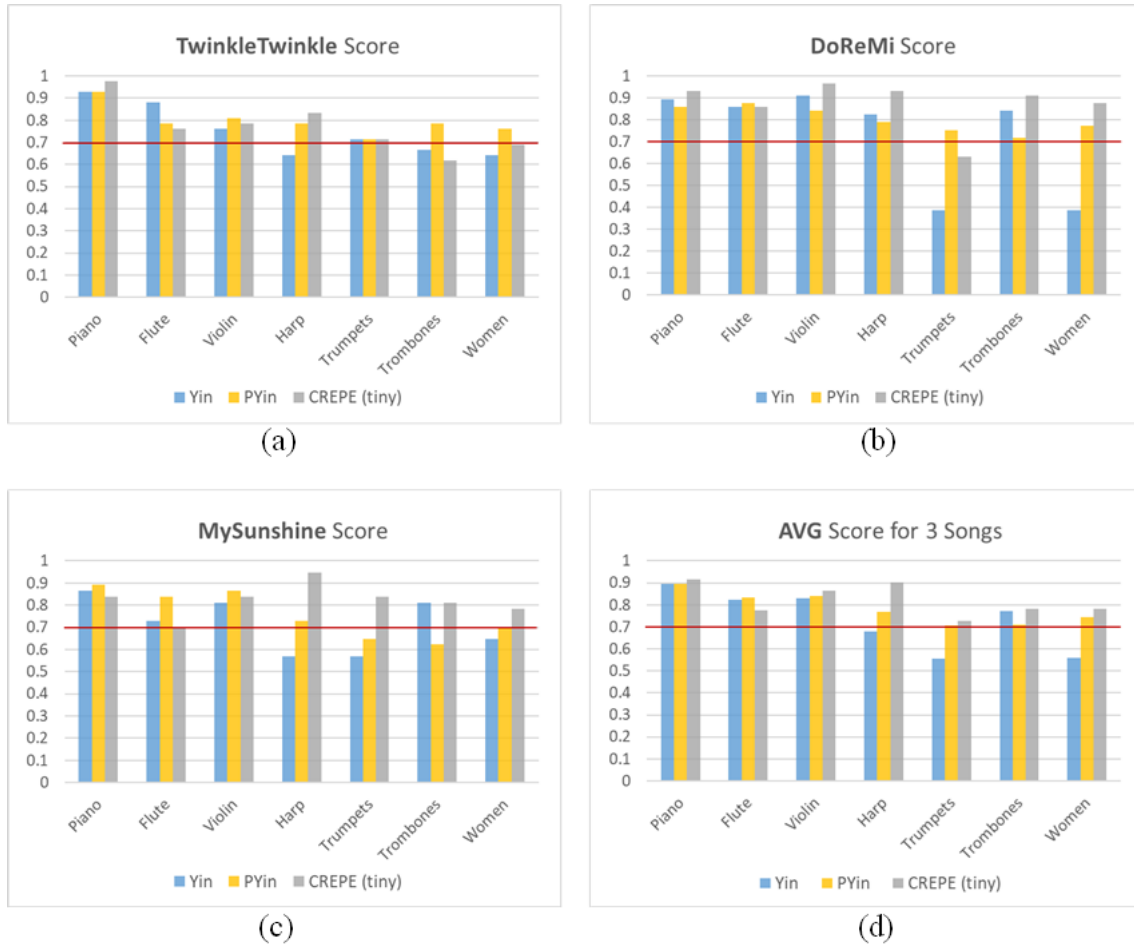 TwinkleTwinkle Score
1
0.9
0.8
0.7
0.6
0.5
0.4
0.3
0.2
0.1
0
Piano Flute Violin Harp Trumpets Trombones Women
Yin PYin CREPE (tiny)
(a)
DoReMi Score
1
0.9
0.8
0.7
0.6
0.5
0.4
0.3
0.2
0.1
0
Piano Flute Violin Harp Trumpets Trombones Women
Yin PYin CREPE (tiny)
(b)
MySunshine Score
1
0.9
0.8
0.7
0.6
0.5
0.4
0.3
0.2
0.1
0
Piano Flute Violin Harp Trumpets Trombones Women
Yin PYin CREPE (tiny)
(c)
AVG Score for 3 Songs
1
0.9
0.8
0.7
0.6
0.5
0.4
0.3
0.2
0.1
0
Piano Flute Violin Harp Trumpets Trombones Women
Yin PYin CREPE (tiny)
(d)